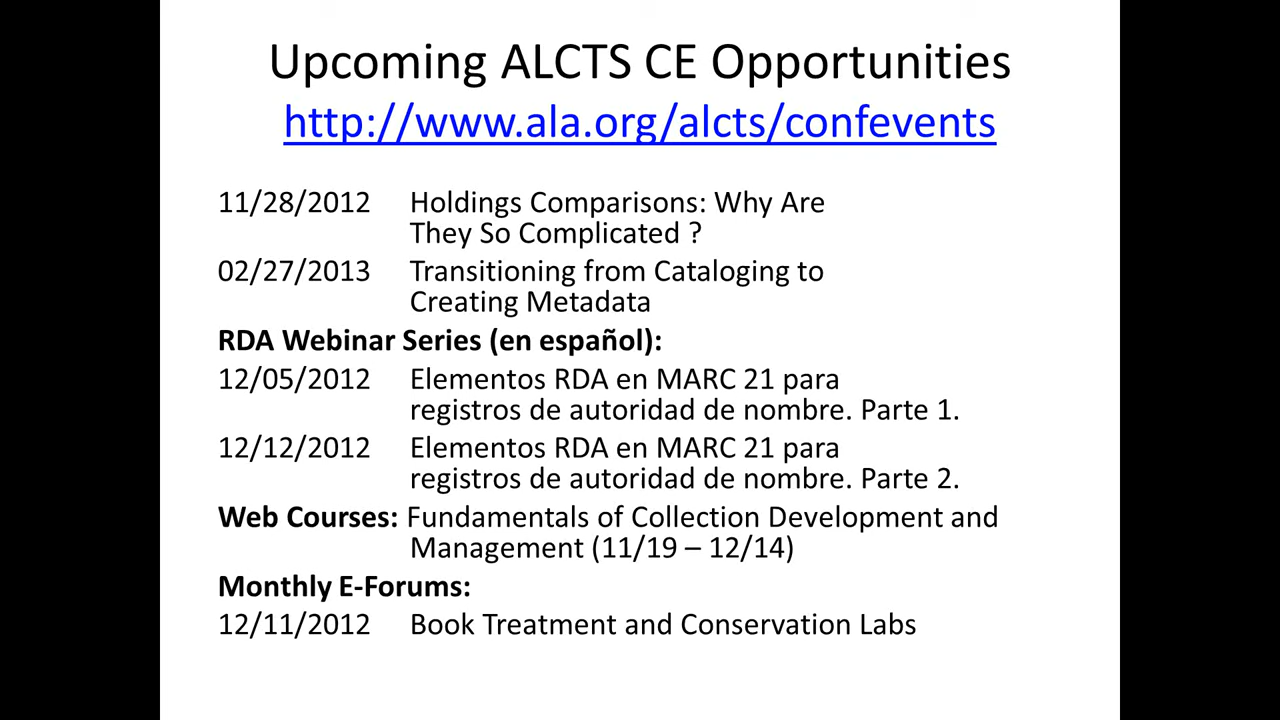 Upcoming ALCTS CE Opportunities
http://www.ala.org/alcts/confevents
11/28/2012 Holdings Comparisons: Why Are
They So Complicated ?
02/27/2013 Transitioning from Cataloging to
Creating Metadata
RDA Webinar Series (en español):
12/05/2012 Elementos RDA en MARC 21 para
registros de autoridad de nombre. Parte 1.
12/12/2012 Elementos RDA en MARC 21 para
registros de autoridad de nombre. Parte 2.
Web Courses: Fundamentals of Collection Development and
Management (11/19 – 12/14)
Monthly E-Forums:
12/11/2012 Book Treatment and Conservation Labs